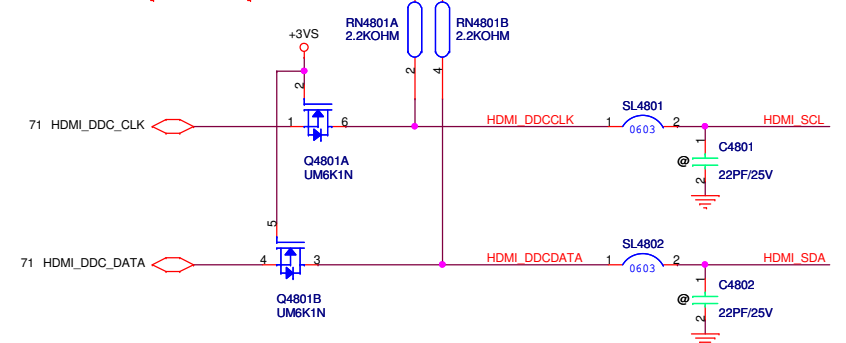 RN4801A
2.2KOHM
RN4801B
2.2KOHM
+3VS
2
4
2
71 HDMI_DDC_CLK
1
6
HDMI_DDCCLK
1
SL4801
0603
2
HDMI_SCL
Q4801A
UM6K1N
1
@
2
C4801
22PF/25V
5
71 HDMI_DDC_DATA
4
3
HDMI_DDCDATA
1
SL4802
0603
2
HDMI_SDA
Q4801B
UM6K1N
1
@
2
C4802
22PF/25V